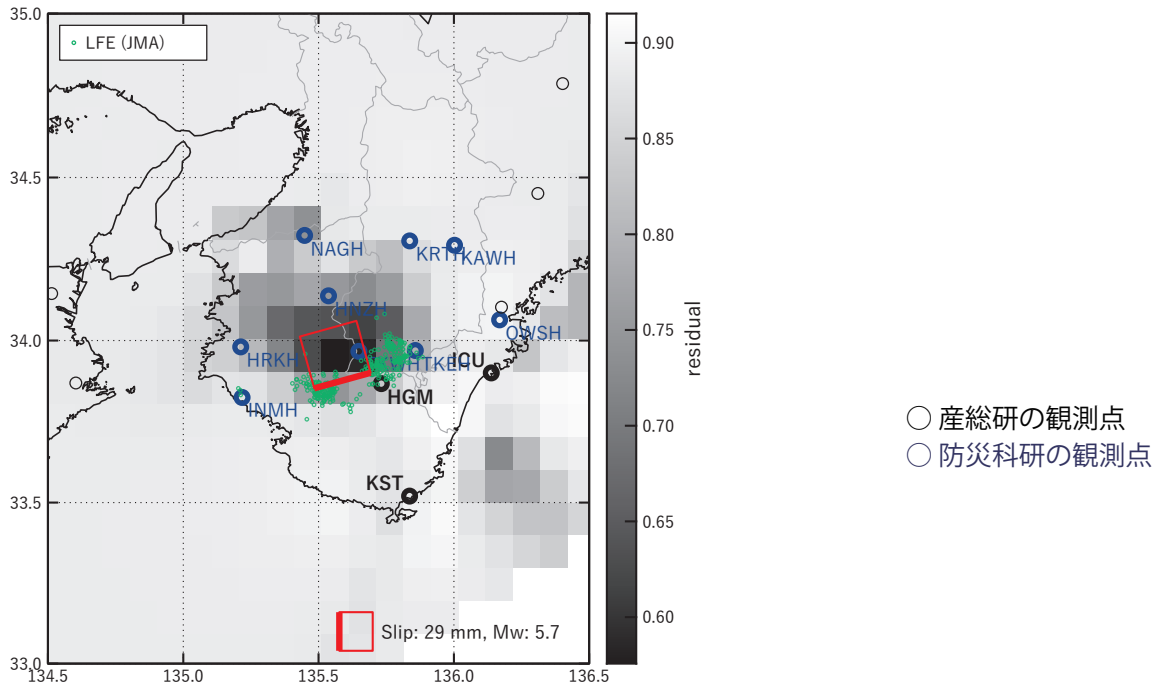 35.0
34.5
34.0
33.5
33.0
LFE (JMA)
NAGH
KRTH
KAWH
HNZH
OWSH
HRKH
HTKEH
ICU
INMH
HGM
KST
Slip: 29 mm, Mw: 5.7
134.5
135.0
135.5
136.0
136.5
0.90
0.85
0.80
0.75
0.70
0.65
0.60
residual
産総研の観測点
防災科研の観測点